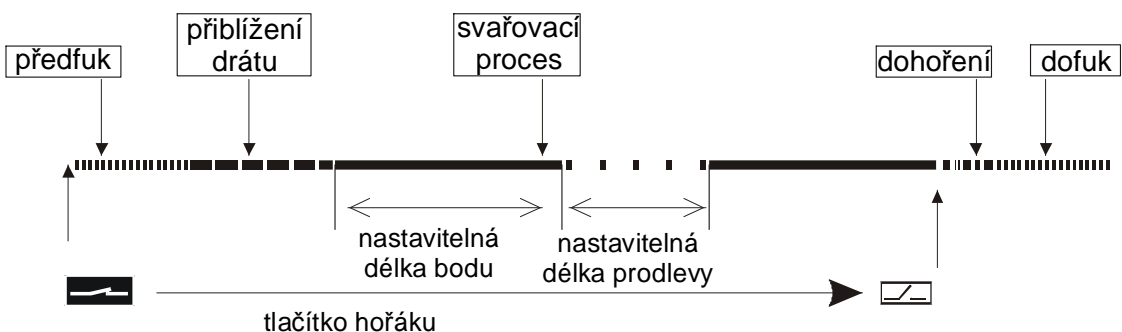 předfuk
přiblížení
drátu
svařovací
proces
dohoření
dofuk
nastavitelná
délka bodu
nastavitelná
délka prodlevy
tlačítko hořáku